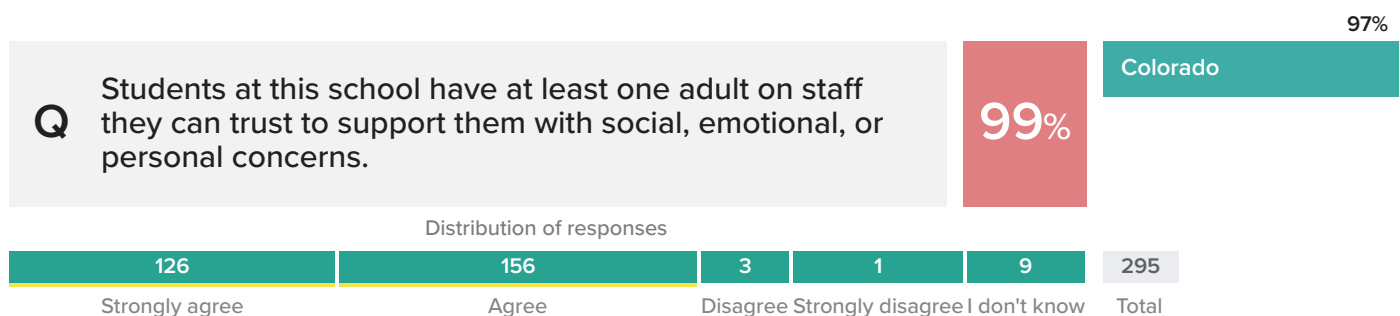 97%
Q
Students at this school have at least one adult on staff
they can trust to support them with social, emotional, or
personal concerns.
99%
Colorado
Distribution of responses
126 156 3 1 9 295
Strongly agree Agree Disagree Strongly disagree I don't know Total